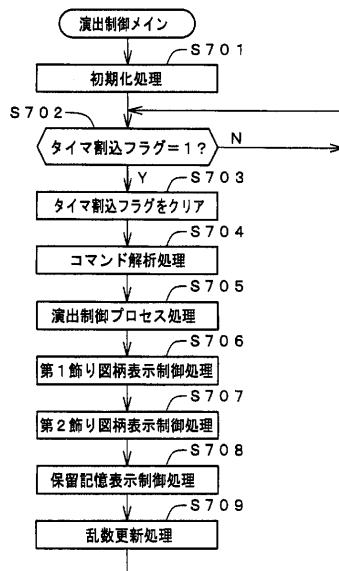 演出制御メイン
S701
初期化処理
S702
タイマ割込フラグ=1?
N
Y
S703
タイマ割込フラグをクリア
S704
コマンド解析処理
S705
演出制御プロセス処理
S706
第1飾り図柄表示制御処理
S707
第2飾り図柄表示制御処理
S708
保留記憶表示制御処理
S709
乱数更新処理